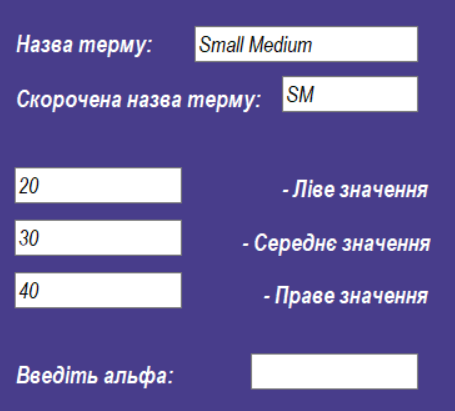 Назва терму: Small Medium
Скорочена назва терму: SM
20 - Ліве значення
30 - Середнє значення
40 - Праве значення
Введіть альфа: